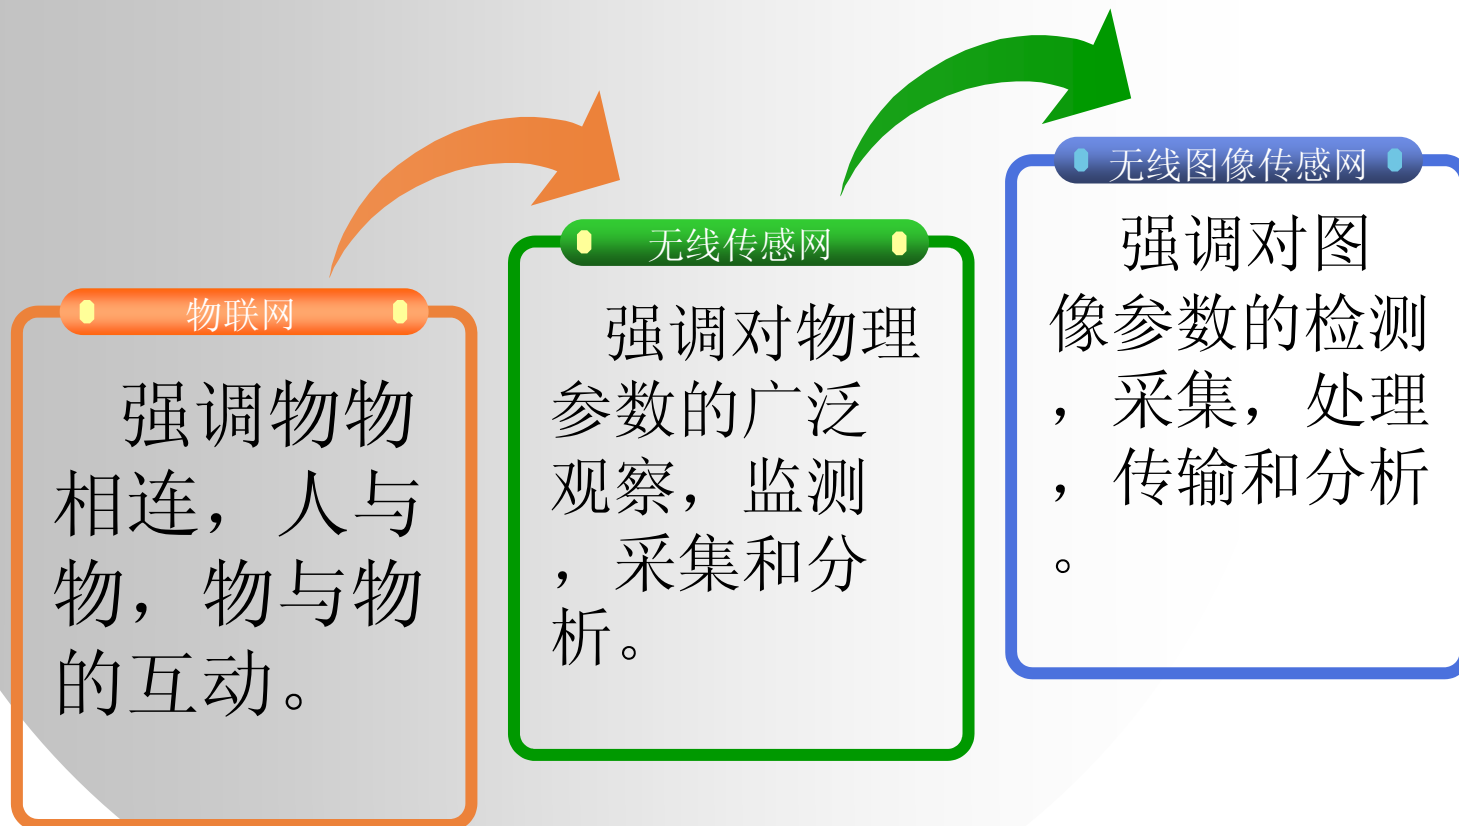 物联网
强调物物
相连，人与
物，物与物
的互动。
无线传感网
强调对物理
参数的广泛
观察，监测
，采集和分
析。
无线图像传感网
强调对图
像参数的检测
，采集，处理
，传输和分析
。